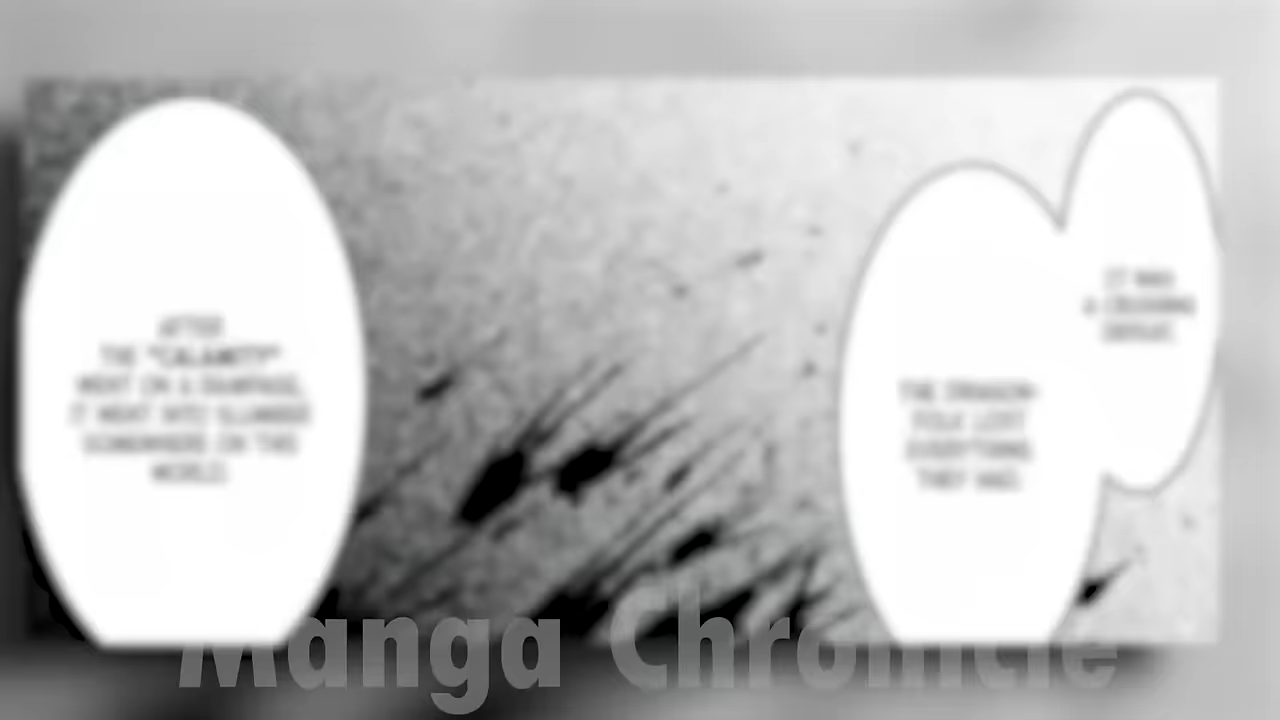 IT WAS
A CRUSHING
DEFEAT.
THE DRAGON-
FOLK LOST
EVERYTHING
THEY HAD.
AFTER
THE "CALAMITY"
WENT ON A RAMPAGE,
IT WENT INTO SLUMBER
SOMEWHERE IN THIS
WORLD.
Manga Chronicle